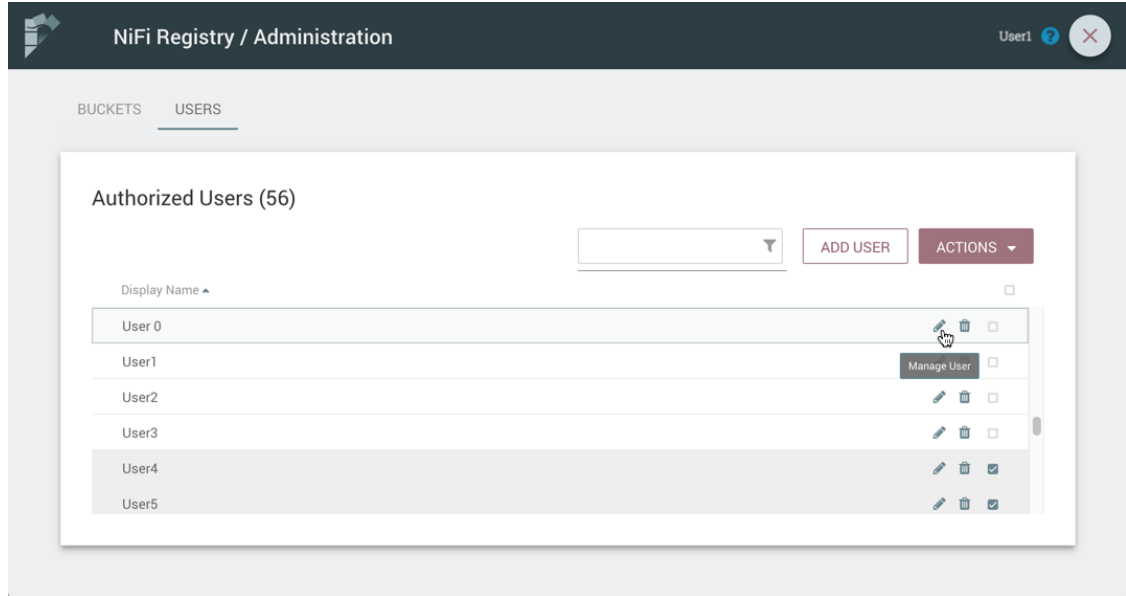 NiFi Registry / Administration
User1 ?
BUCKETS USERS
Authorized Users (56)
ADD USER ACTIONS
Display Name
User 0
User1
Manage User
User2
User3
User4
User5